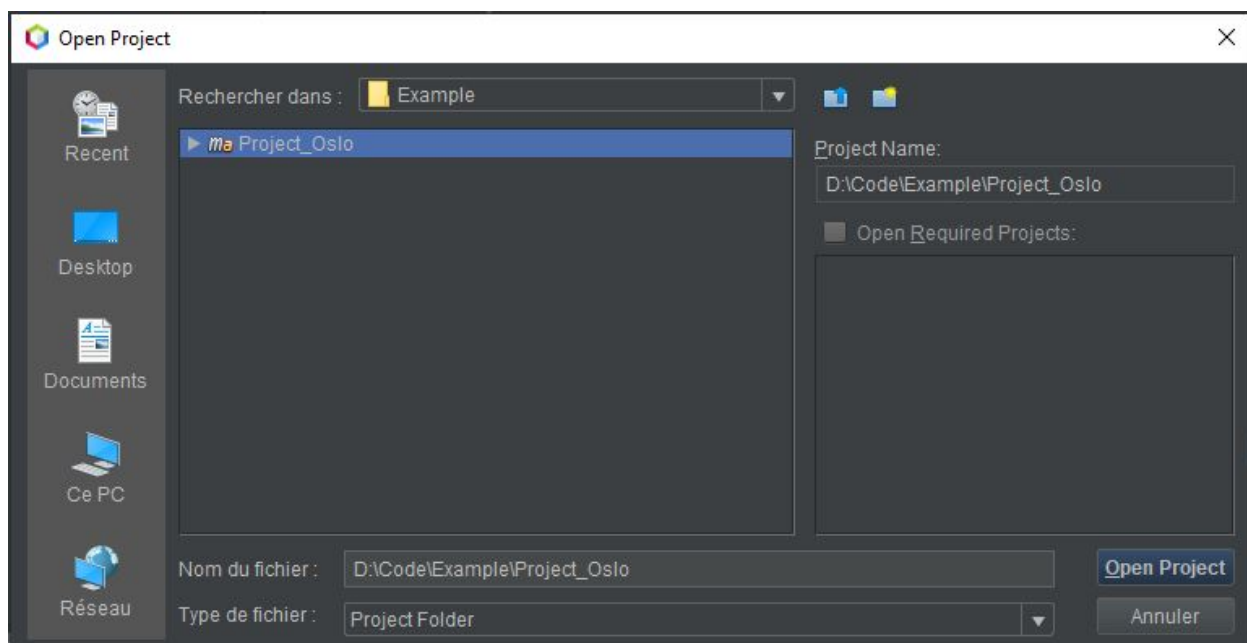 Open Project
Rechercher dans :
Example
Recent
Desktop
Documents
Ce PC
Réseau
ma Project_Oslo
Project Name:
D:\Code\Example\Project_Oslo
Open Required Projects:
Nom du fichier :
D:\Code\Example\Project_Oslo
Open Project
Type de fichier :
Project Folder
Annuler